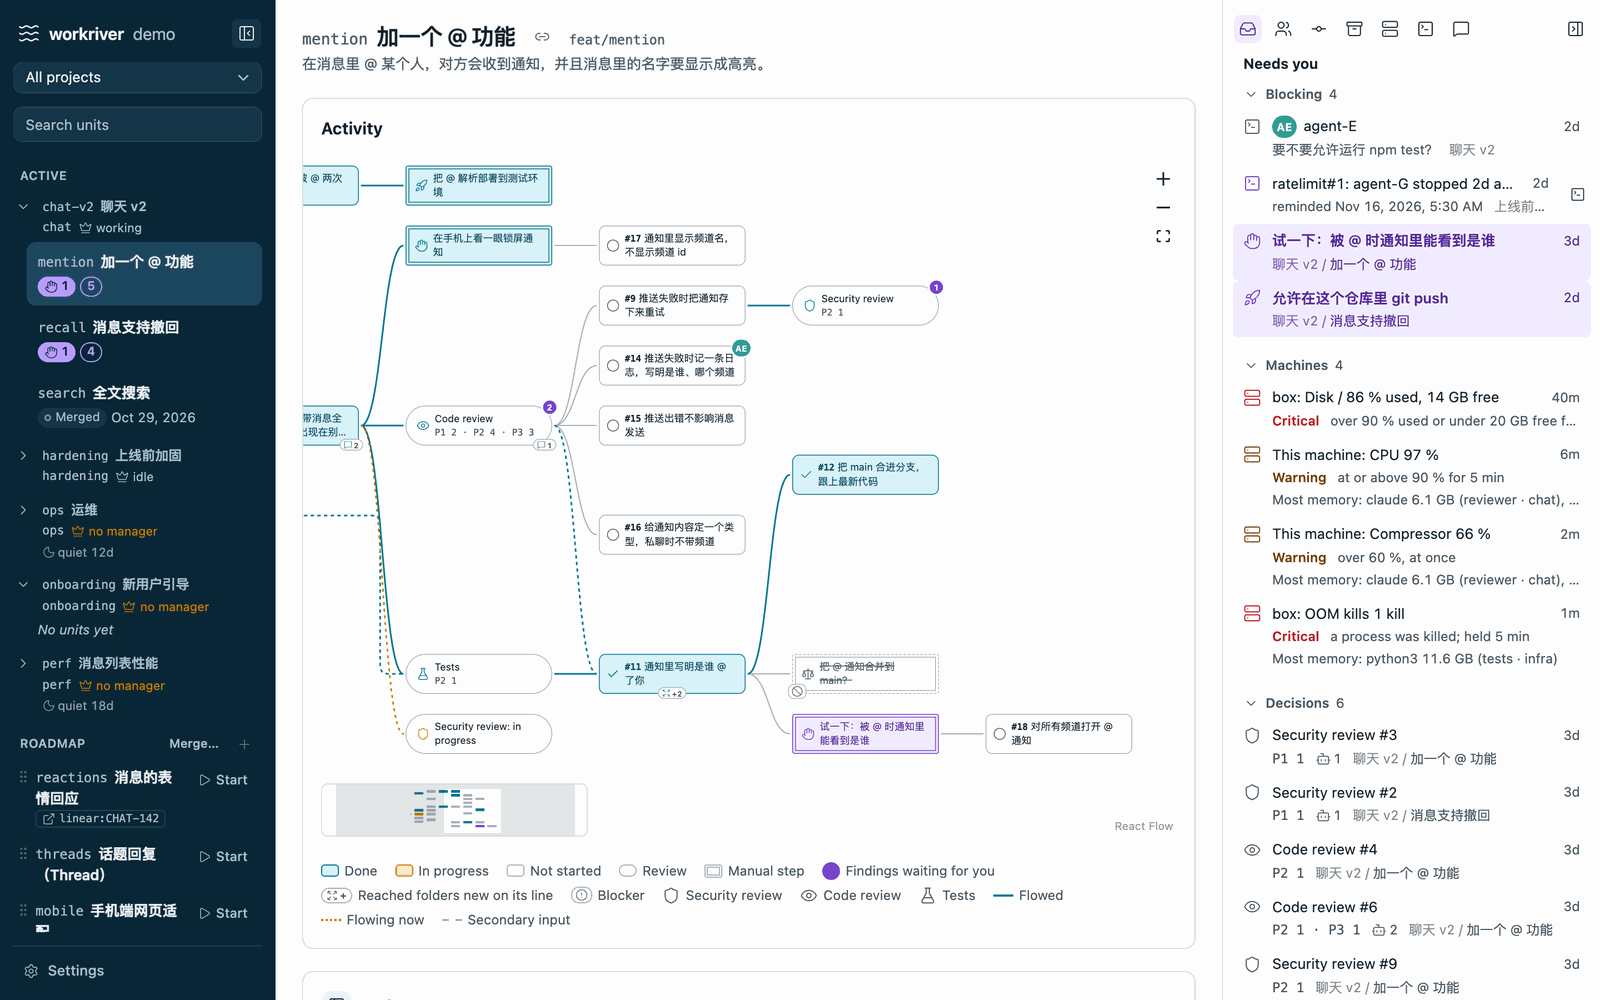 workriver demo
All projects
Search units
ACTIVE
chat-v2 聊天 v2
chat working
mention 加一个 @ 功能
1 5
recall 消息支持撤回
1 4
search 全文搜索
Merged Oct 29, 2026
hardening 上线前加固
hardening idle
ops 运维
ops no manager
quiet 12d
onboarding 新用户引导
onboarding no manager
No units yet
perf 消息列表性能
perf no manager
quiet 18d
ROADMAP Merge... +
reactions 消息的表
情回应
Start
linear:CHAT-142
threads 话题回复
（Thread）
Start
mobile 手机端网页适
Start
Settings
mention 加一个 @ 功能 feat/mention
在消息里 @ 某个人，对方会收到通知，并且消息里的名字要显示成高亮。
Activity
@ 两次
把 @ 解析部署到测试环
境
在手机上看一眼锁屏通
知
#17 通知里显示频道名，
不显示频道 id
#9 推送失败时把通知存
下来重试
1
Security review
P2 1
AE
#14 推送失败时记一条日
志，写明是谁、哪个频道
带消息全
出现在别...
2
2
Code review
P1 2 · P2 4 · P3 3
1
#15 推送出错不影响消息
发送
#12 把 main 合进分支，
跟上最新代码
#16 给通知内容定一个类
型，私聊时不带频道
Tests
P2 1
#11 通知里写明是谁 @
了你
+2
把 @ 通知合并到
main?
Security review: in
progress
试一下：被 @ 时通知里
能看到是谁
#18 对所有频道打开 @
通知
React Flow
Done In progress Not started Review Manual step Findings waiting for you
+ Reached folders new on its line Blocker Security review Code review Tests Flowed
Flowing now Secondary input
Needs you
Blocking 4
AE agent-E 2d
要不要允许运行 npm test? 聊天 v2
ratelimit#1: agent-G stopped 2d a... 2d
reminded Nov 16, 2026, 5:30 AM 上线前...
试一下：被 @ 时通知里能看到是谁 3d
聊天 v2 / 加一个 @ 功能
允许在这个仓库里 git push 2d
聊天 v2 / 消息支持撤回
Machines 4
box: Disk / 86 % used, 14 GB free 40m
Critical over 90 % used or under 20 GB free f...
This machine: CPU 97 % 6m
Warning at or above 90 % for 5 min
Most memory: claude 6.1 GB (reviewer · chat), ...
This machine: Compressor 66 % 2m
Warning over 60 %, at once
Most memory: claude 6.1 GB (reviewer · chat), ...
box: OOM kills 1 kill 1m
Critical a process was killed; held 5 min
Most memory: python3 11.6 GB (tests · infra)
Decisions 6
Security review #3 3d
P1 1 1 聊天 v2 / 加一个 @ 功能
Security review #2 3d
P1 1 1 聊天 v2 / 消息支持撤回
Code review #4 3d
P2 1 聊天 v2 / 加一个 @ 功能
Code review #6 3d
P2 1 · P3 1 2 聊天 v2 / 加一个 @ 功能
Security review #9 3d
P2 1 聊天 v2 / 加一个 @ 功能